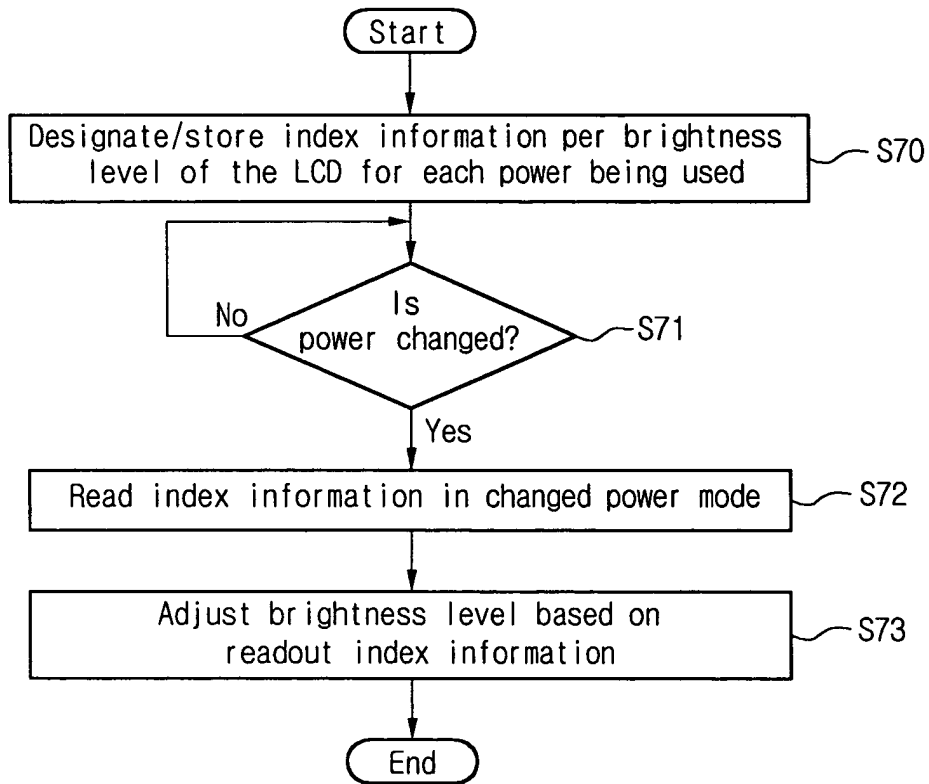 Start
Designate/store index information per brightness
level of the LCD for each power being used
S70
Is
power changed?
No
S71
Yes
Read index information in changed power mode
S72
Adjust brightness level based on
readout index information
S73
End